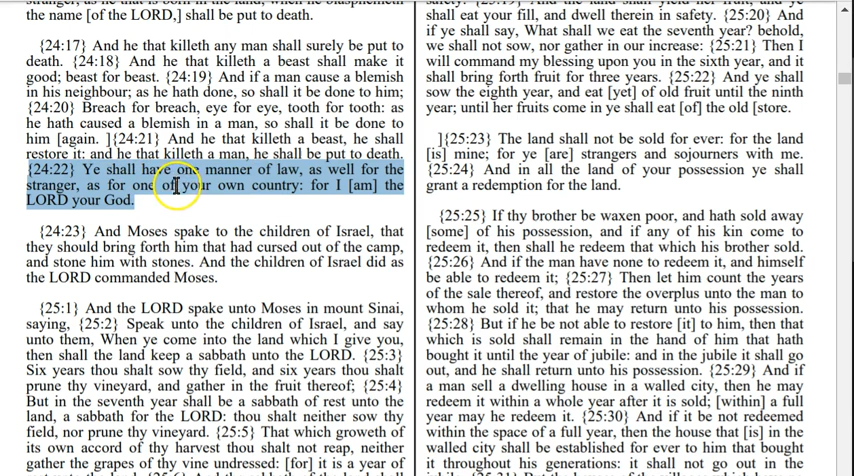 stranger, as he that is born in the land, when he blasphemeth
the name [of the LORD,] shall be put to death.
{24:17} And he that killeth any man shall surely be put to
death. {24:18} And he that killeth a beast shall make it
good; beast for beast. {24:19} And if a man cause a blemish
in his neighbour; as he hath done, so shall it be done to him;
{24:20} Breach for breach, eye for eye, tooth for tooth: as
he hath caused a blemish in a man, so shall it be done to
him [again. ]{24:21} And he that killeth a beast, he shall
restore it: and he that killeth a man, he shall be put to death.
{24:22} Ye shall have one manner of law, as well for the
stranger, as for one of your own country: for I [am] the
LORD your God.
{24:23} And Moses spake to the children of Israel, that
they should bring forth him that had cursed out of the camp,
and stone him with stones. And the children of Israel did as
the LORD commanded Moses.
{25:1} And the LORD spake unto Moses in mount Sinai,
saying, {25:2} Speak unto the children of Israel, and say
unto them, When ye come into the land which I give you,
then shall the land keep a sabbath unto the LORD. {25:3}
Six years thou shalt sow thy field, and six years thou shalt
prune thy vineyard, and gather in the fruit thereof; {25:4}
But in the seventh year shall be a sabbath of rest unto the
land, a sabbath for the LORD: thou shalt neither sow thy
field, nor prune thy vineyard. {25:5} That which groweth of
its own accord of thy harvest thou shalt not reap, neither
gather the grapes of thy vine undressed: [for] it is a year of
shall eat your fill, and dwell therein in safety. {25:20} And
if ye shall say, What shall we eat the seventh year? behold,
we shall not sow, nor gather in our increase: {25:21} Then I
will command my blessing upon you in the sixth year, and it
shall bring forth fruit for three years. {25:22} And ye shall
sow the eighth year, and eat [yet] of old fruit until the ninth
year; until her fruits come in ye shall eat [of] the old [store.
]{25:23} The land shall not be sold for ever: for the land
[is] mine; for ye [are] strangers and sojourners with me.
{25:24} And in all the land of your possession ye shall
grant a redemption for the land.
{25:25} If thy brother be waxen poor, and hath sold away
[some] of his possession, and if any of his kin come to
redeem it, then shall he redeem that which his brother sold.
{25:26} And if the man have none to redeem it, and himself
be able to redeem it; {25:27} Then let him count the years
of the sale thereof, and restore the overplus unto the man to
whom he sold it; that he may return unto his possession.
{25:28} But if he be not able to restore [it] to him, then that
which is sold shall remain in the hand of him that hath
bought it until the year of jubile: and in the jubile it shall go
out, and he shall return unto his possession. {25:29} And if
a man sell a dwelling house in a walled city, then he may
redeem it within a whole year after it is sold; [within] a full
year may he redeem it. {25:30} And if it be not redeemed
within the space of a full year, then the house that [is] in the
walled city shall be established for ever to him that bought
it throughout his generations: it shall not go out in the